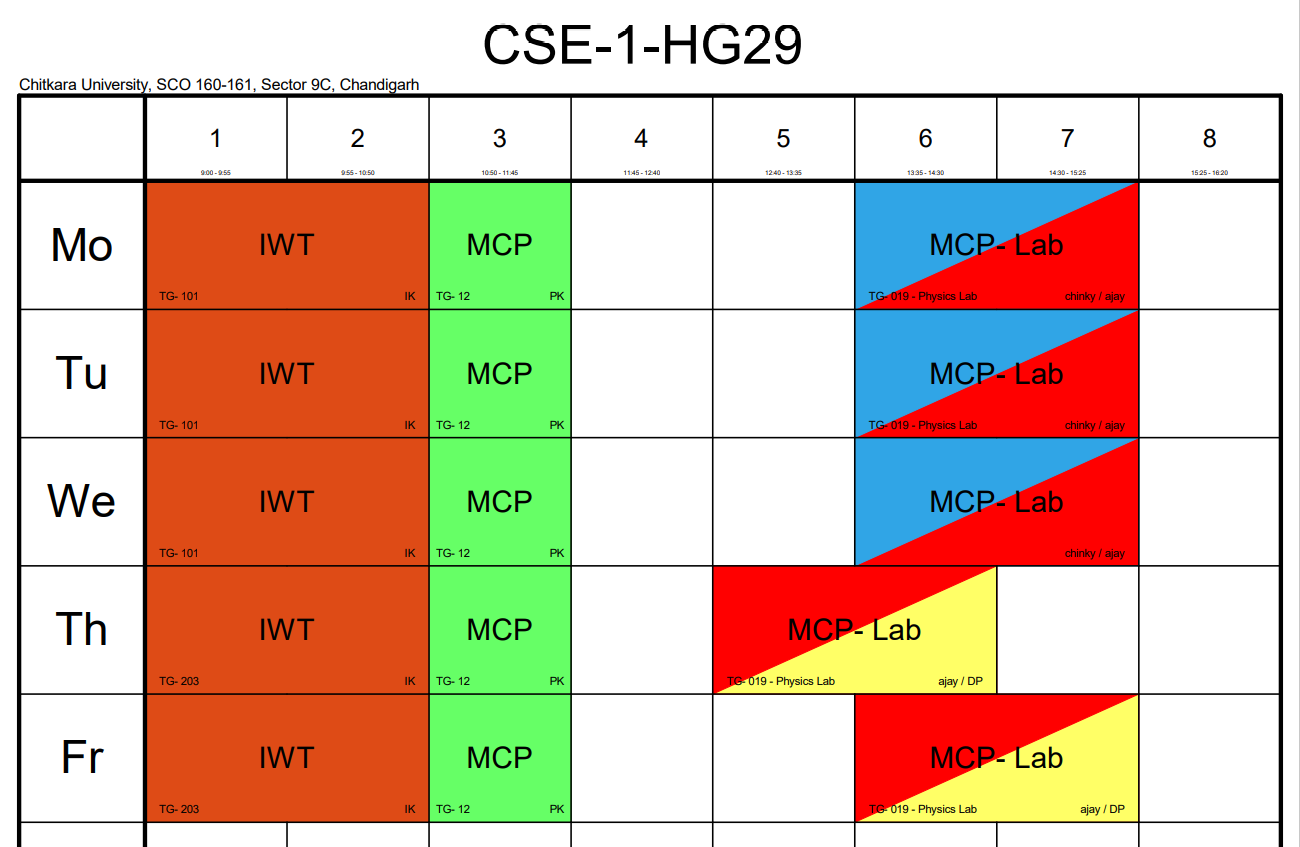 CSE-1-HG29
Chitkara University, SCO 160-161, Sector 9C, Chandigarh
1 2 3 4 5 6 7 8
9:00 - 9:55 9:55 - 10:50 10:50 - 11:45 11:45 - 12:40 12:40 - 13:35 13:35 - 14:30 14:30 - 15:25 15:25 - 16:20
Mo IWT MCP MCP- Lab
TG- 101 IK TG- 12 PK TG- 019 - Physics Lab chinky / ajay
Tu IWT MCP MCP- Lab
TG- 101 IK TG- 12 PK TG- 019 - Physics Lab chinky / ajay
We IWT MCP MCP- Lab
TG- 101 IK TG- 12 PK chinky / ajay
Th IWT MCP MCP- Lab
TG- 203 IK TG- 12 PK TG- 019 - Physics Lab ajay / DP
Fr IWT MCP MCP- Lab
TG- 203 IK TG- 12 PK TG- 019 - Physics Lab ajay / DP